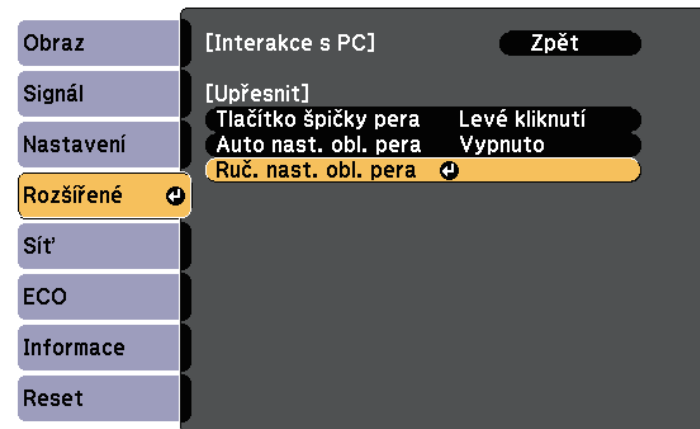 Obraz
Signál
Nastavení
Rozšířené
Síť
ECO
Informace
Reset
[Interakce s PC] Zpět
[Upřesnit]
Tlačítko špičky pera Levé kliknutí
Auto nast. obl. pera Vypnuto
Ruč. nast. obl. pera